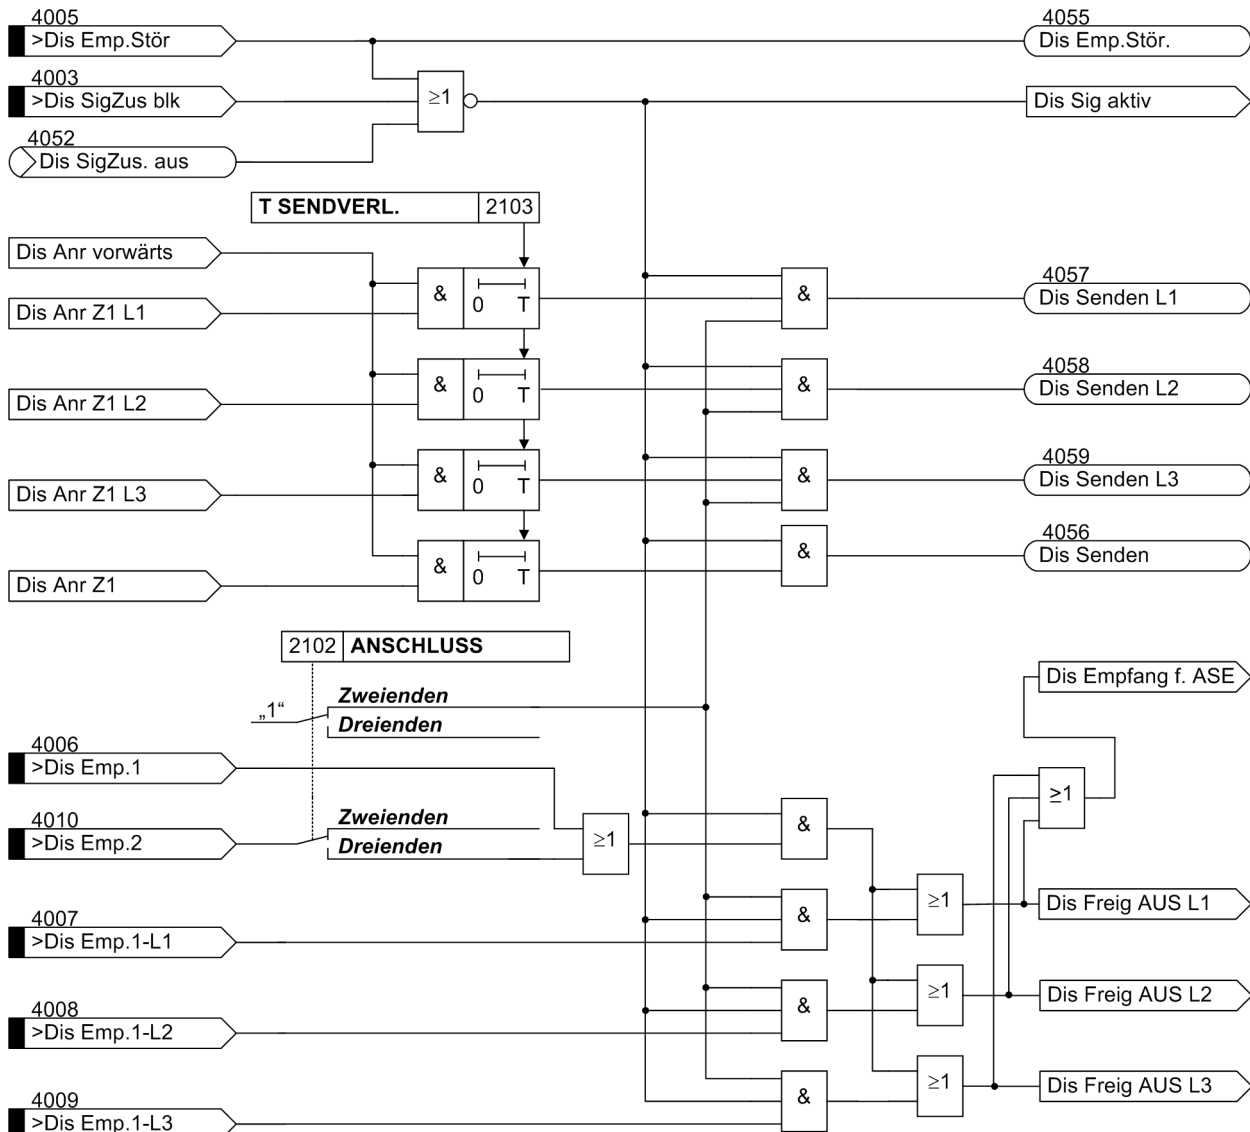 4005
>Dis Emp.Stör
4055
Dis Emp.Stör.
4003
>Dis SigZus blk
≥1
Dis Sig aktiv
4052
Dis SigZus. aus
T SENDVERL. 2103
Dis Anr vorwärts
Dis Anr Z1 L1
& 0 T
&
4057
Dis Senden L1
Dis Anr Z1 L2
& 0 T
&
4058
Dis Senden L2
Dis Anr Z1 L3
& 0 T
&
4059
Dis Senden L3
Dis Anr Z1
& 0 T
&
4056
Dis Senden
2102 ANSCHLUSS
„1“
Zweienden
Dreienden
Dis Empfang f. ASE
4006
>Dis Emp.1
≥1
4010
>Dis Emp.2
Zweienden
Dreienden
≥1
&
4007
>Dis Emp.1-L1
&
≥1
Dis Freig AUS L1
4008
>Dis Emp.1-L2
&
≥1
Dis Freig AUS L2
4009
>Dis Emp.1-L3
&
≥1
Dis Freig AUS L3